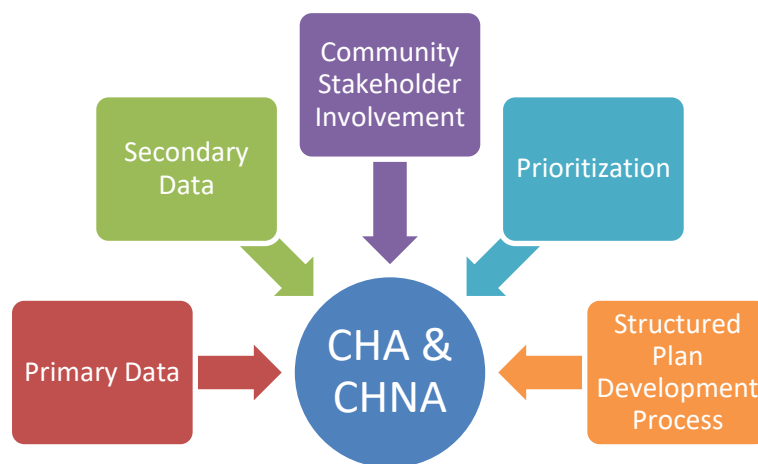 Community
Stakeholder
Involvement
Secondary
Data
Prioritization
Primary Data
CHA &
CHNA
Structured
Plan
Development
Process